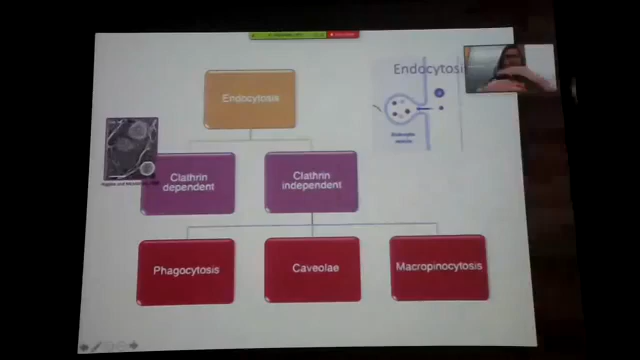 Endocytosis
Endocytosis
Clathrin
dependent
Clathrin
independent
Phagocytosis
Caveolae
Macropinocytosis